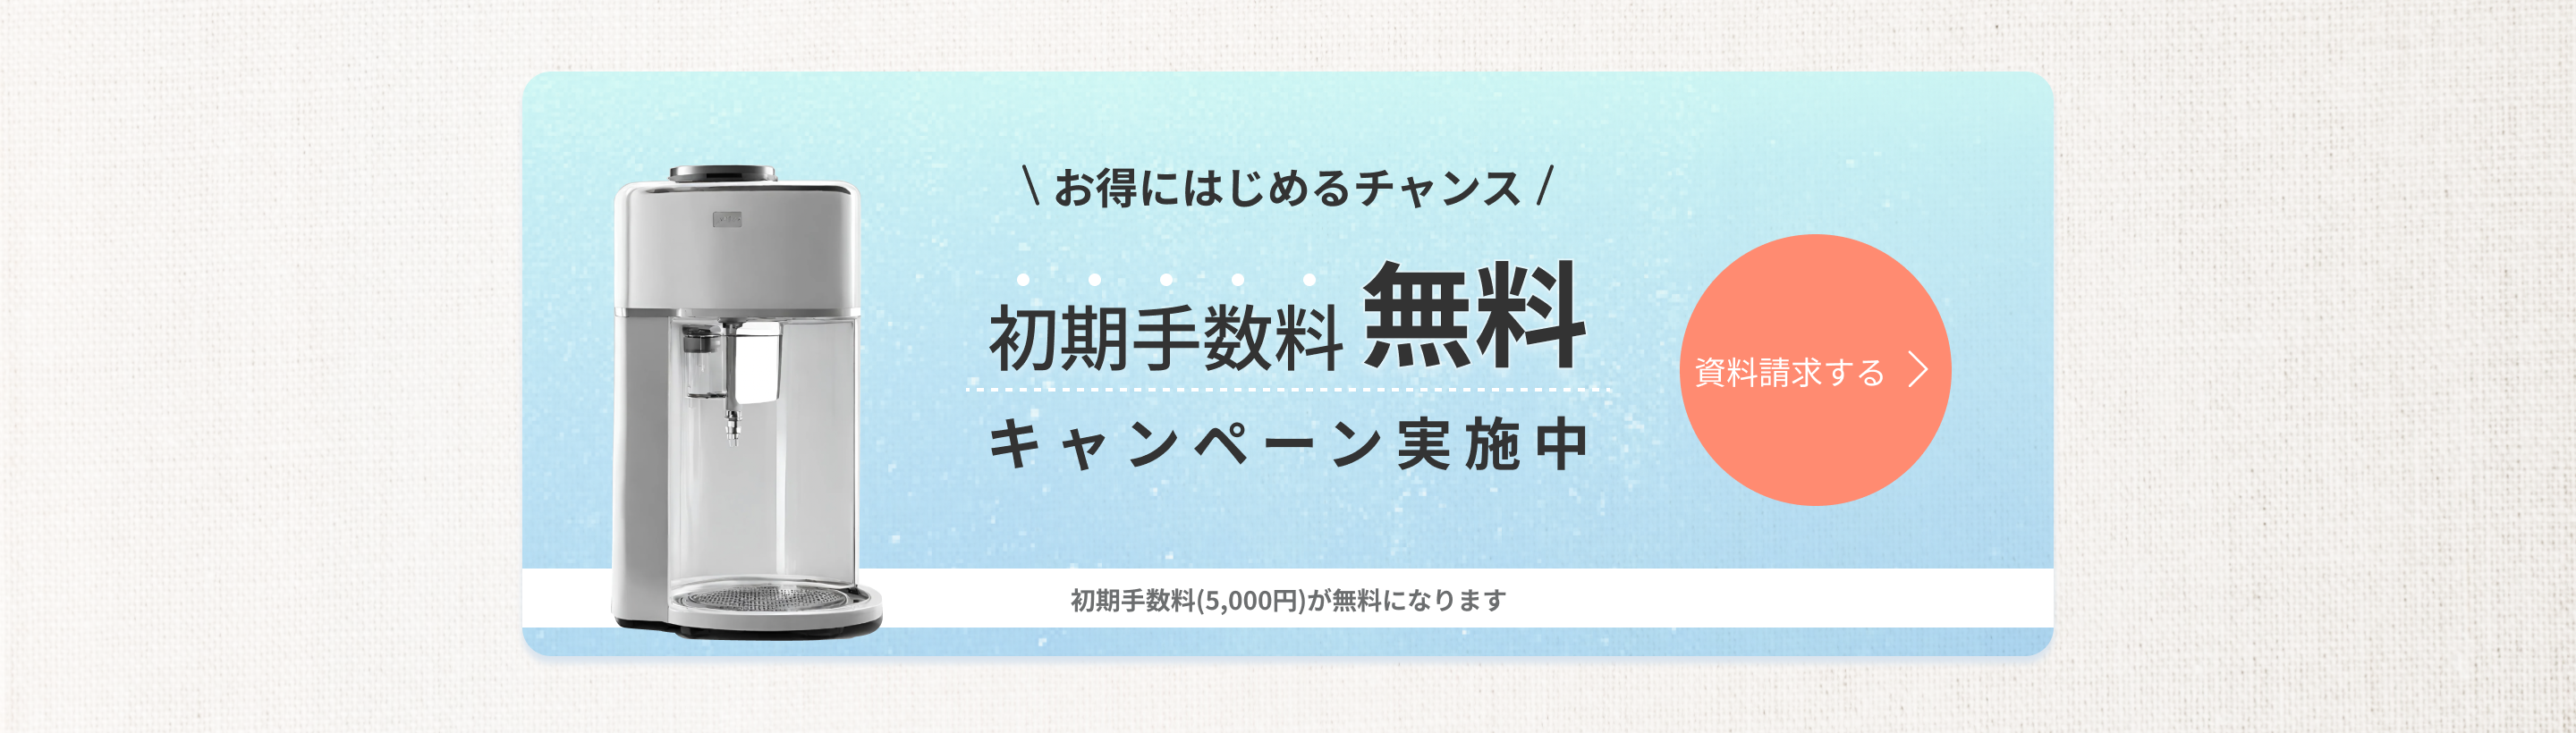 \ お得にはじめるチャンス /
初期手数料 無料
キャンペーン実施中
資料請求する
初期手数料(5,000円)が無料になります